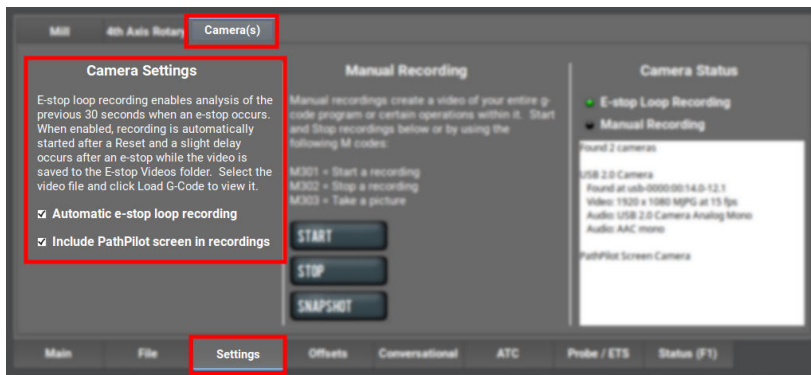 Mill 4th Axis Rotary Camera(s)
Camera Settings
E-stop loop recording enables analysis of the
previous 30 seconds when an e-stop occurs.
When enabled, recording is automatically
started after a Reset and a slight delay
occurs after an e-stop while the video is
saved to the E-stop Videos folder. Select the
video file and click Load G-Code to view it.
Automatic e-stop loop recording
Include PathPilot screen in recordings
Manual Recording
Manual recordings create a video of your entire g-
code program or certain operations within it. Start
and Stop recordings below or by using the
following M codes:
M301 = Start a recording
M302 = Stop a recording
M303 = Take a picture
START
STOP
SNAPSHOT
Camera Status
E-stop Loop Recording
Manual Recording
Found 2 cameras
USB 2.0 Camera
Found at usb-0000:00:14.0-12.1
Video: 1920 x 1080 MJPG at 15 fps
Audio: USB 2.0 Camera Analog Mono
Audio: AAC mono
PathPilot Screen Camera
Main File Settings Offsets Conversational ATC Probe / ETS Status (F1)